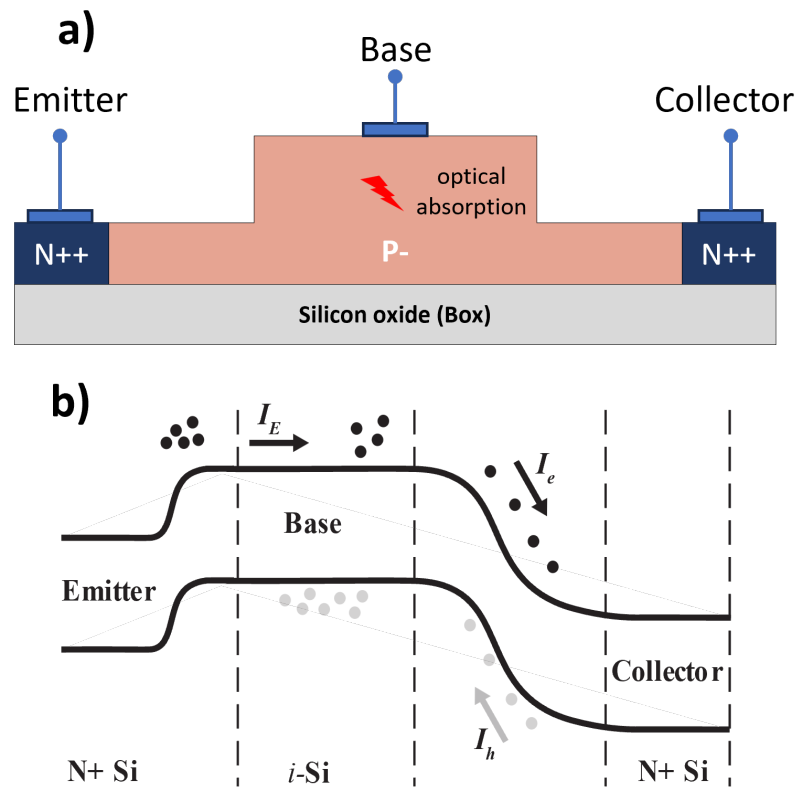 a)
Base
Emitter
Collector
optical
absorption
N++
P-
N++
Silicon oxide (Box)
b)
I_E
I_e
Base
Emitter
Collector
I_h
N+ Si
i-Si
N+ Si